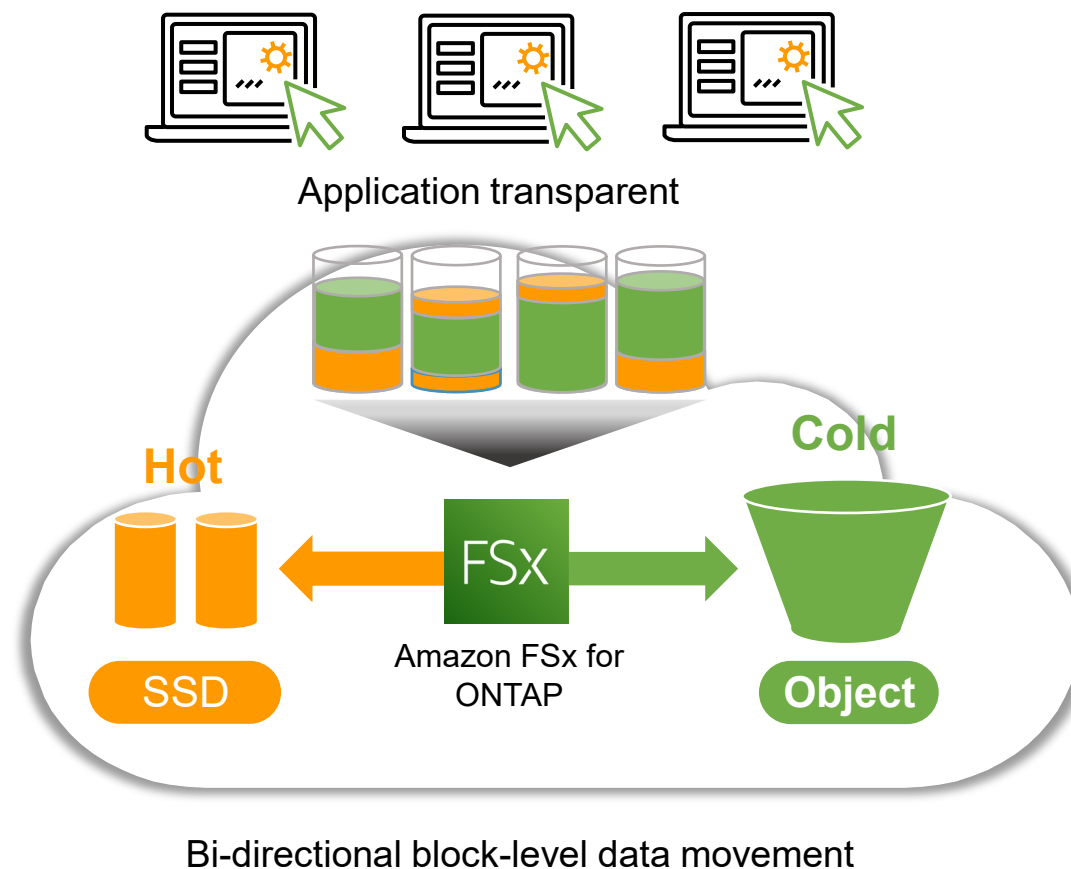 Application transparent
Hot
Cold
FSx
Amazon FSx for
ONTAP
SSD
Object
Bi-directional block-level data movement